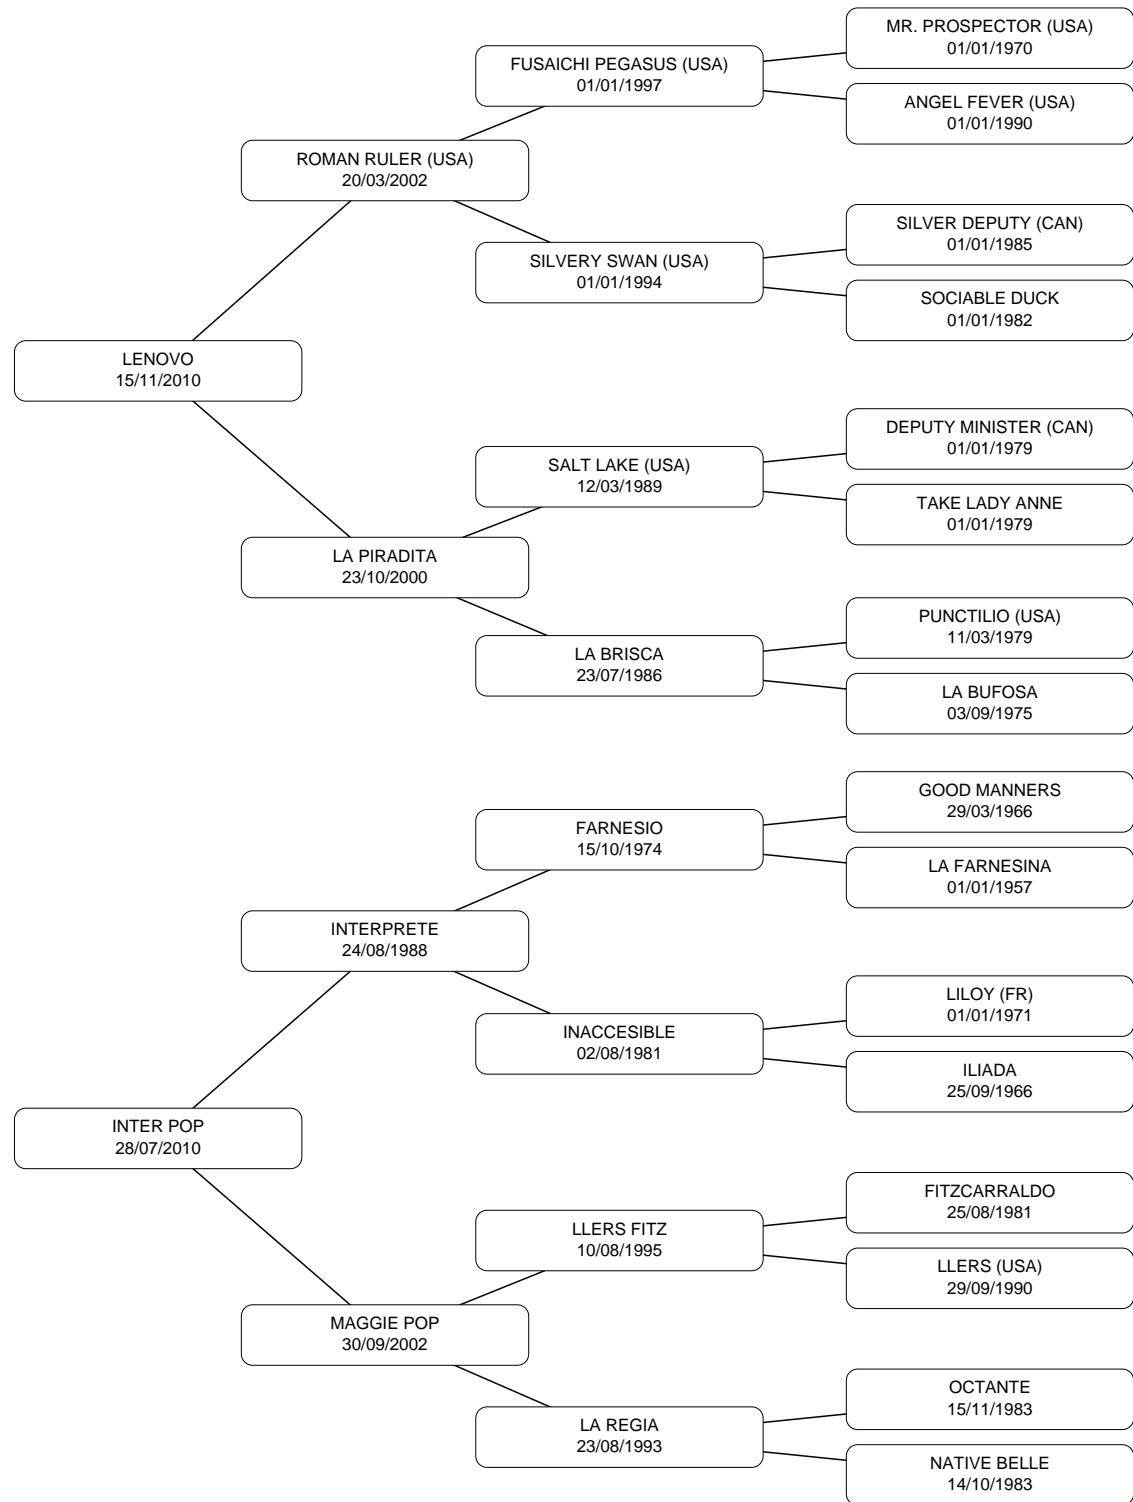 MR. PROSPECTOR (USA)
01/01/1970
FUSAICHI PEGASUS (USA)
01/01/1997
ANGEL FEVER (USA)
01/01/1990
ROMAN RULER (USA)
20/03/2002
SILVER DEPUTY (CAN)
01/01/1985
SILVERY SWAN (USA)
01/01/1994
SOCIABLE DUCK
01/01/1982
LENOVO
15/11/2010
DEPUTY MINISTER (CAN)
01/01/1979
SALT LAKE (USA)
12/03/1989
TAKE LADY ANNE
01/01/1979
LA PIRADITA
23/10/2000
PUNCTILIO (USA)
11/03/1979
LA BRISCA
23/07/1986
LA BUFOSA
03/09/1975
GOOD MANNERS
29/03/1966
FARNESIO
15/10/1974
LA FARNESINA
01/01/1957
INTERPRETE
24/08/1988
LILOY (FR)
01/01/1971
INACCESIBLE
02/08/1981
ILIADA
25/09/1966
INTER POP
28/07/2010
FITZCARRALDO
25/08/1981
LLERS FITZ
10/08/1995
LLERS (USA)
29/09/1990
MAGGIE POP
30/09/2002
OCTANTE
15/11/1983
LA REGIA
23/08/1993
NATIVE BELLE
14/10/1983